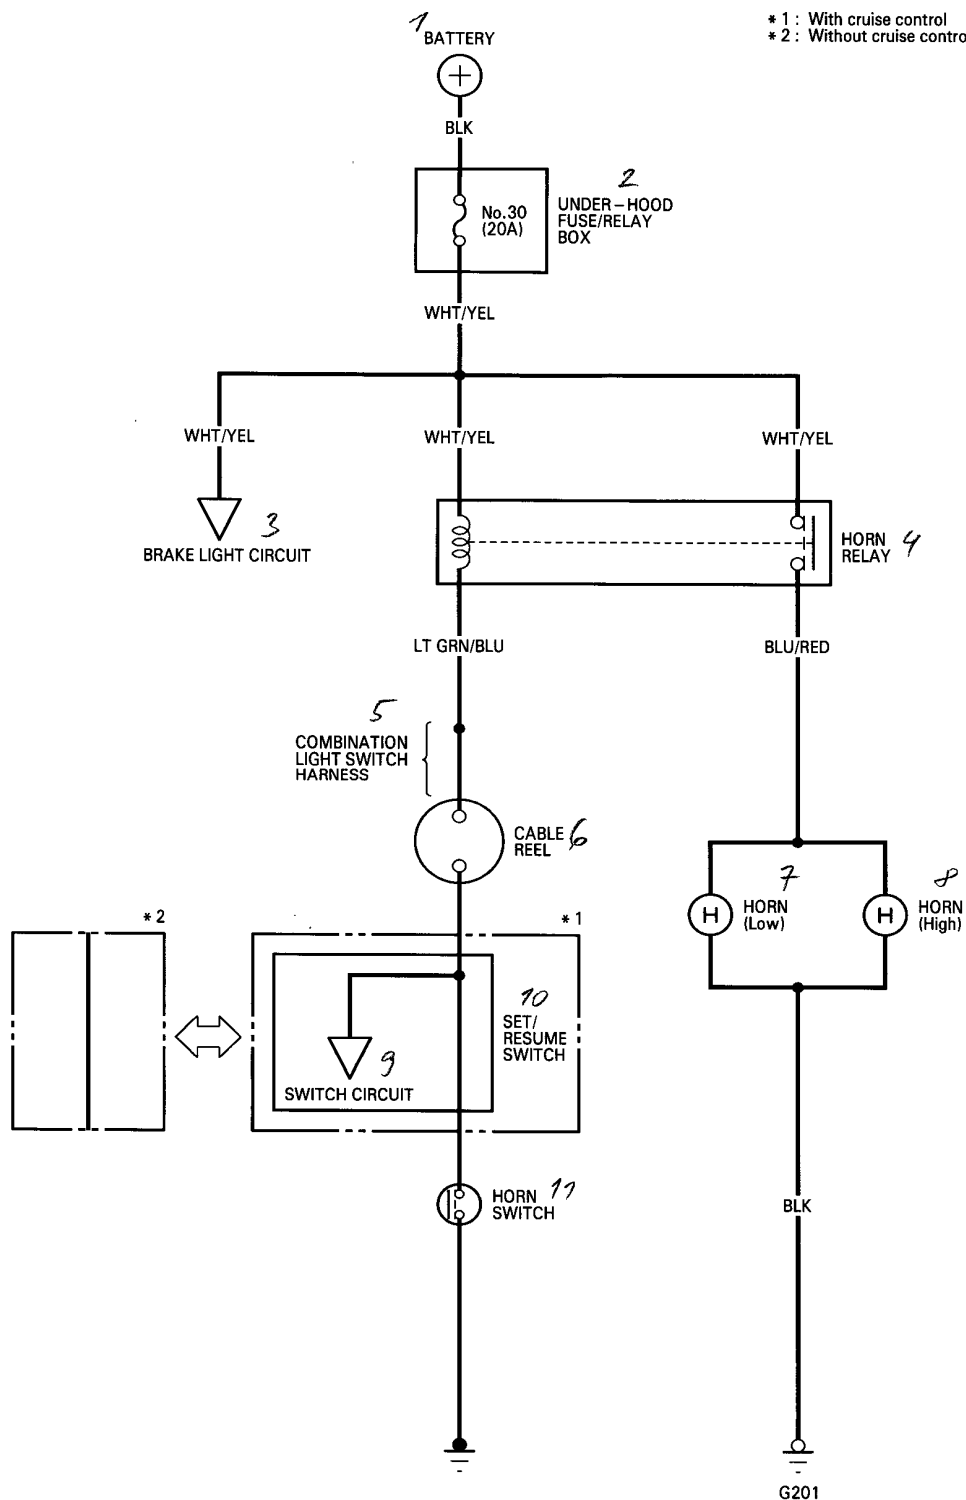 * 1 : With cruise control
* 2 : Without cruise contro
1
BATTERY
+
BLK
2
No.30
(20A)
UNDER-HOOD
FUSE/RELAY
BOX
WHT/YEL
WHT/YEL
WHT/YEL
WHT/YEL
3
BRAKE LIGHT CIRCUIT
HORN
RELAY
4
LT GRN/BLU
BLU/RED
5
COMBINATION
LIGHT SWITCH
HARNESS
CABLE
REEL
6
7
H
HORN
(Low)
8
H
HORN
(High)
* 2
* 1
10
SET/
RESUME
SWITCH
9
SWITCH CIRCUIT
HORN
SWITCH
11
BLK
G201